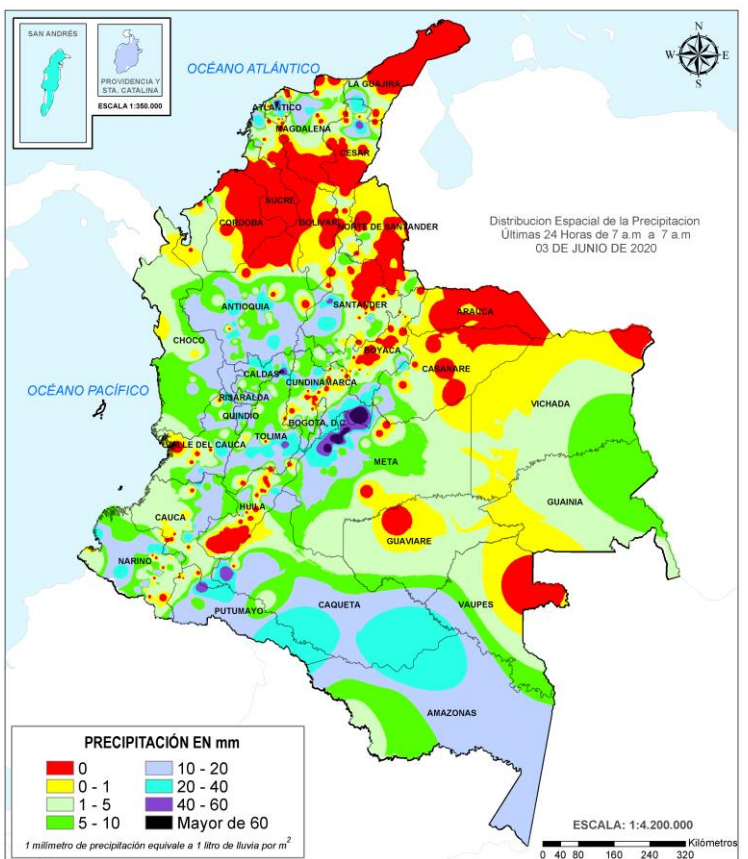 SAN ANDRÉS
PROVIDENCIA Y
STA. CATALINA
ESCALA 1:350.000
OCÉANO ATLÁNTICO
N
W
E
S
LA GUAJIRA
ATLANTICO
MAGDALENA
CESAR
SUCRE
CORDOBA
BOLIVAR
NORTE DE SANTANDER
Distribucion Espacial de la Precipitacion
Últimas 24 Horas de 7 a.m a 7 a.m
03 DE JUNIO DE 2020
ANTIOQUIA
SANTANDER
ARAUCA
CHOCO
BOYACA
CASANARE
CALDAS
CUNDINAMARCA
OCÉANO PACÍFICO
RISARALDA
VICHADA
QUINDIO
BOGOTA, D.C.
TOLIMA
VALLE DEL CAUCA
META
GUAINIA
HUILA
CAUCA
GUAVIARE
NARIÑO
PUTUMAYO
CAQUETA
VAUPES
AMAZONAS
PRECIPITACIÓN EN mm
0
10 - 20
0 - 1
20 - 40
1 - 5
40 - 60
5 - 10
Mayor de 60
1 milímetro de precipitación equivale a 1 litro de lluvia por m²
ESCALA: 1:4.200.000
Kilómetros
0 40 80 160 240 320